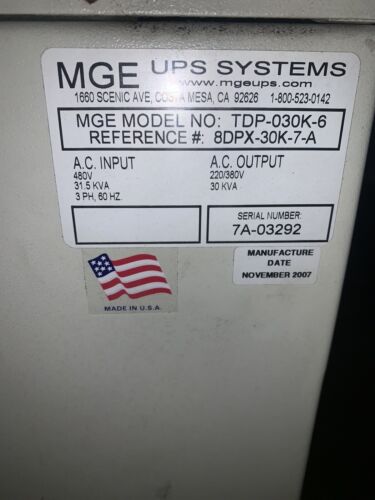 MGE UPS SYSTEMS
www.mgeups.com
1660 SCENIC AVE, COSTA MESA, CA 92626 1-800-523-0142
MGE MODEL NO: TDP-030K-6
REFERENCE #: 8DPX-30K-7-A
A.C. INPUT
480V
31.5 KVA
3 PH, 60 HZ.
A.C. OUTPUT
220/380V
30 KVA
SERIAL NUMBER:
7A-03292
MANUFACTURE
DATE
NOVEMBER 2007
MADE IN U.S.A.